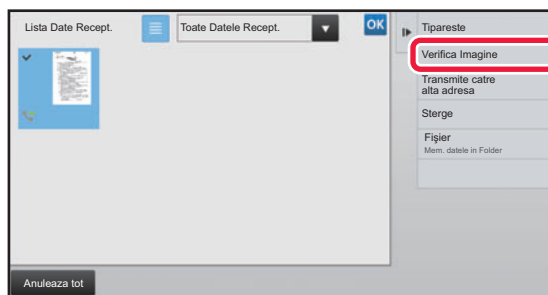 Lista Date Recept.
Toate Datele Recept.
OK
Tipareste
Verifica Imagine
Transmite catre
alta adresa
Sterge
Fişier
Mem. datele in Folder
Anuleaza tot